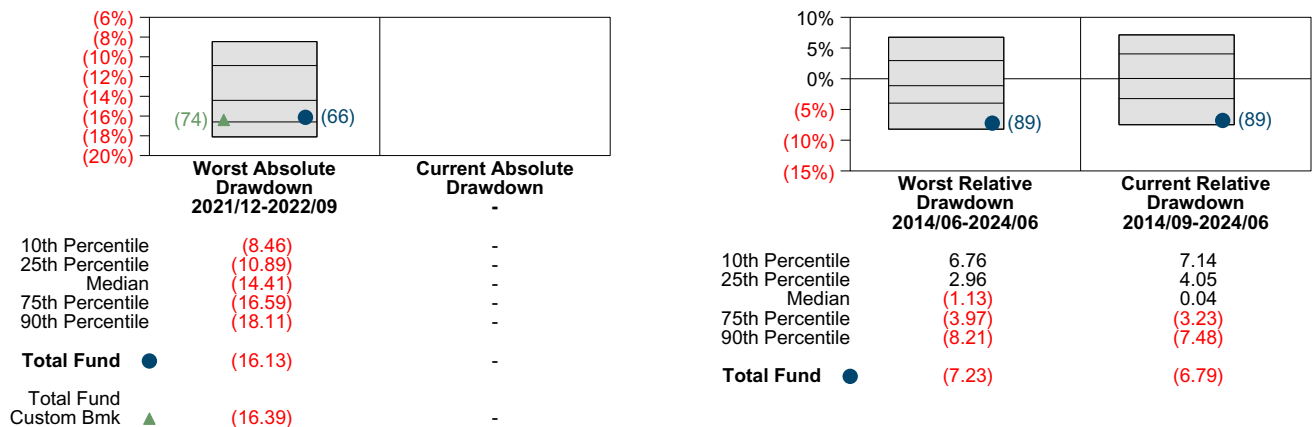 (6%)
(8%)
(10%)
(12%)
(14%)
(16%)
(18%)
(20%)
(74)
(66)
Worst Absolute
Drawdown
2021/12-2022/09
Current Absolute
Drawdown
-
10th Percentile (8.46) -
25th Percentile (10.89) -
Median (14.41) -
75th Percentile (16.59) -
90th Percentile (18.11) -
Total Fund (16.13) -
Total Fund
Custom Bmk (16.39) -
10%
5%
0%
(5%)
(10%)
(15%)
(89)
(89)
Worst Relative
Drawdown
2014/06-2024/06
Current Relative
Drawdown
2014/09-2024/06
10th Percentile 6.76 7.14
25th Percentile 2.96 4.05
Median (1.13) 0.04
75th Percentile (3.97) (3.23)
90th Percentile (8.21) (7.48)
Total Fund (7.23) (6.79)